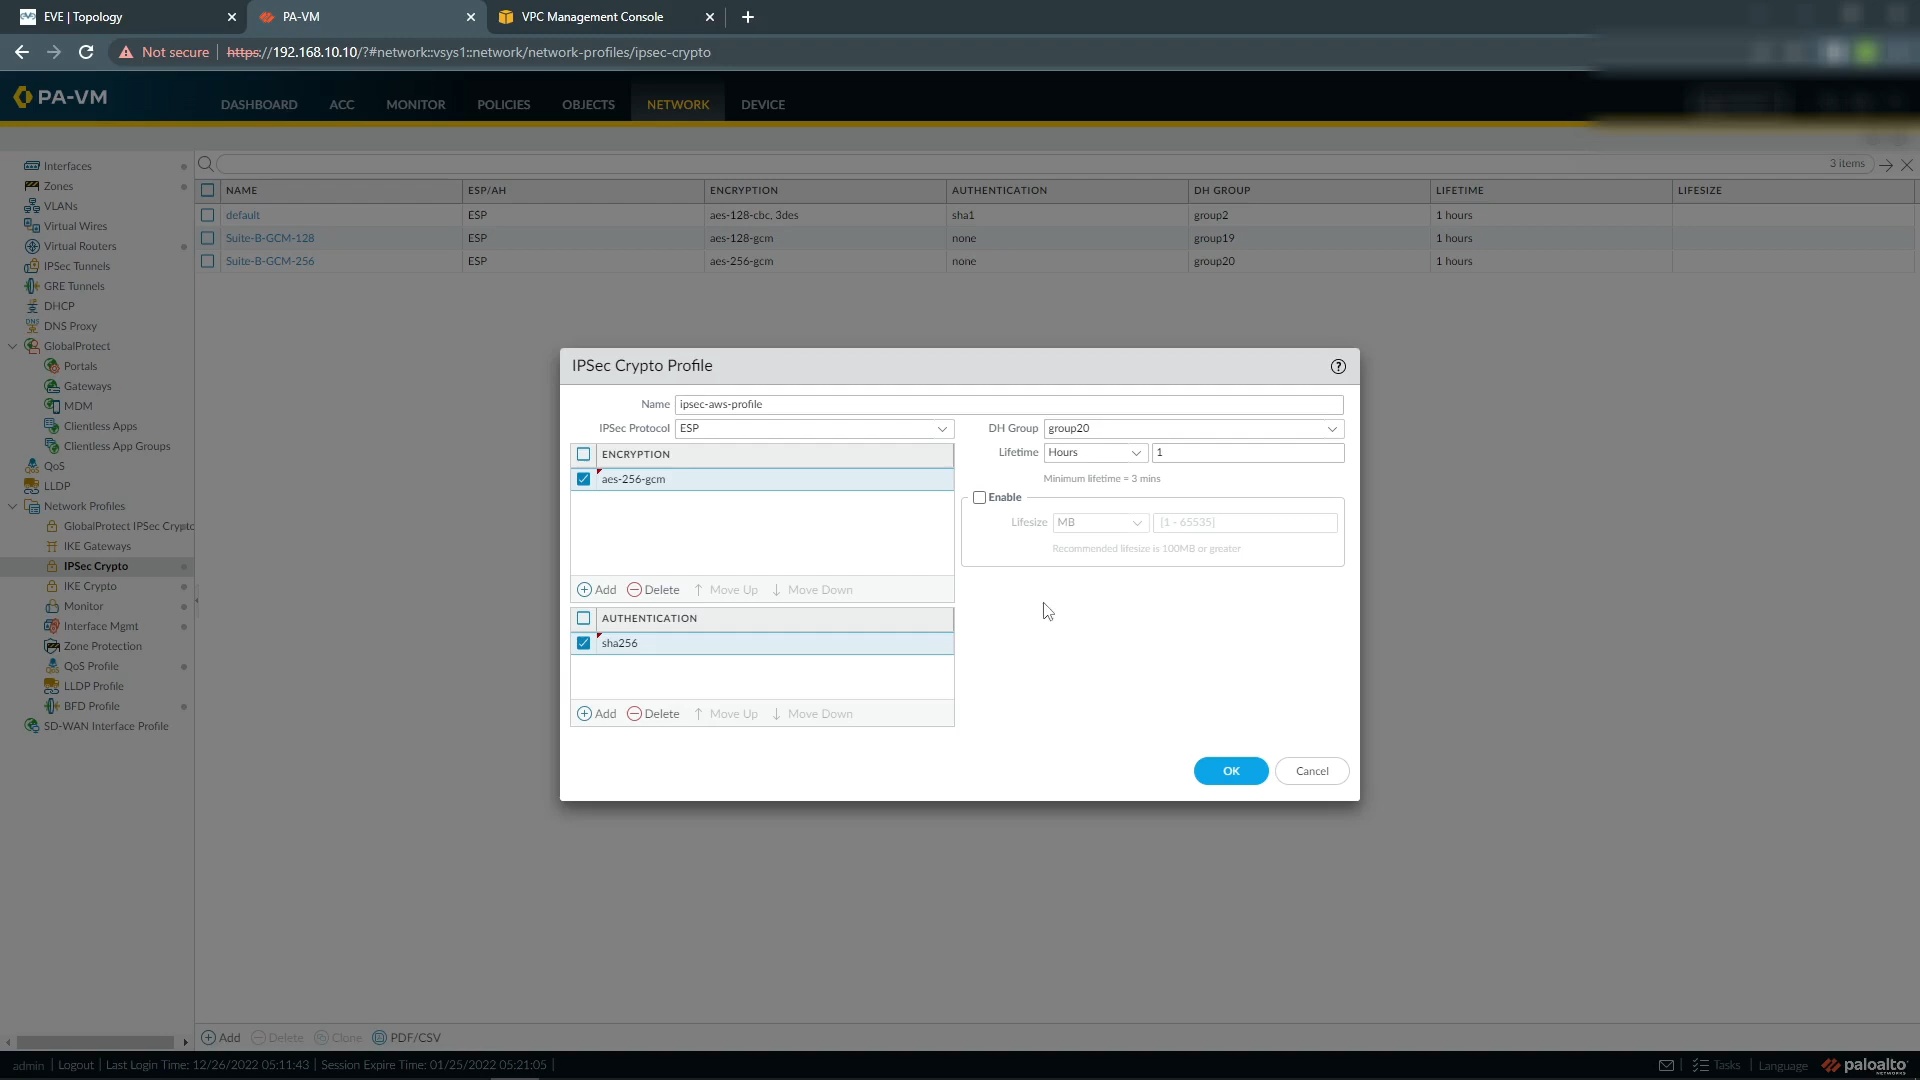 EVE | Topology
PA-VM
VPC Management Console
Not secure
https://192.168.10.10/?#network::vsys1::network/network-profiles/ipsec-crypto
PA-VM
DASHBOARD
ACC
MONITOR
POLICIES
OBJECTS
NETWORK
DEVICE
Interfaces
Zones
VLANs
Virtual Wires
Virtual Routers
IPSec Tunnels
GRE Tunnels
DHCP
DNS Proxy
GlobalProtect
Portals
Gateways
MDM
Clientless Apps
Clientless App Groups
QoS
LLDP
Network Profiles
GlobalProtect IPSec Crypto
IKE Gateways
IPSec Crypto
IKE Crypto
Monitor
Interface Mgmt
Zone Protection
QoS Profile
LLDP Profile
BFD Profile
SD-WAN Interface Profile
3 items
NAME ESP/AH ENCRYPTION AUTHENTICATION DH GROUP LIFETIME LIFESIZE
default ESP aes-128-cbc, 3des sha1 group2 1 hours
Suite-B-GCM-128 ESP aes-128-gcm none group19 1 hours
Suite-B-GCM-256 ESP aes-256-gcm none group20 1 hours
IPSec Crypto Profile
Name ipsec-aws-profile
IPSec Protocol ESP
DH Group group20
Lifetime Hours 1
Minimum lifetime = 3 mins
Enable
Lifesize MB [1 - 65535]
Recommended lifesize is 100MB or greater
ENCRYPTION
aes-256-gcm
Add Delete Move Up Move Down
AUTHENTICATION
sha256
Add Delete Move Up Move Down
OK
Cancel
Add Delete Clone PDF/CSV
admin | Logout | Last Login Time: 12/26/2022 05:11:43 | Session Expire Time: 01/25/2022 05:21:05 |
Tasks | Language
paloalto
NETWORKS